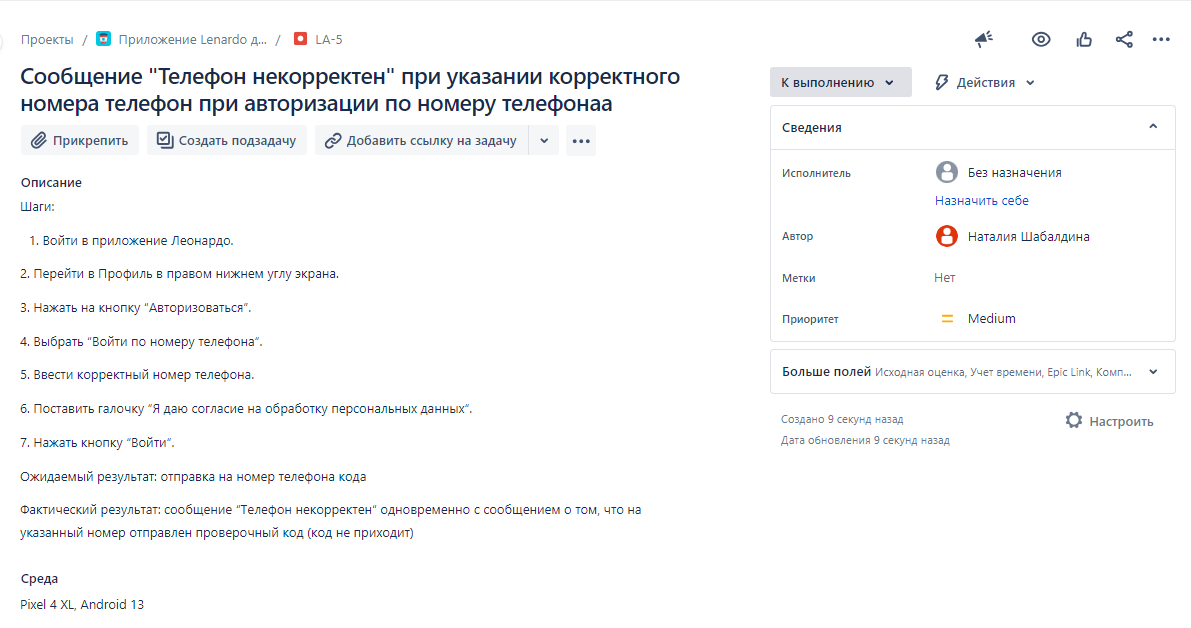 Проекты / Приложение Lenardo д... / LA-5
Сообщение "Телефон некорректен" при указании корректного
номера телефон при авторизации по номеру телефонаа
Прикрепить
Создать подзадачу
Добавить ссылку на задачу
Описание
Шаги:
1. Войти в приложение Леонардо.
2. Перейти в Профиль в правом нижнем углу экрана.
3. Нажать на кнопку “Авторизоваться”.
4. Выбрать “Войти по номеру телефона”.
5. Ввести корректный номер телефона.
6. Поставить галочку “Я даю согласие на обработку персональных данных”.
7. Нажать кнопку “Войти”.
Ожидаемый результат: отправка на номер телефона кода
Фактический результат: сообщение “Телефон некорректен” одновременно с сообщением о том, что на
указанный номер отправлен проверочный код (код не приходит)
Среда
Pixel 4 XL, Android 13
К выполнению
Действия
Сведения
Исполнитель
Без назначения
Назначить себе
Автор
Наталия Шабалдина
Метки
Нет
Приоритет
Medium
Больше полей Исходная оценка, Учет времени, Epic Link, Комп...
Создано 9 секунд назад
Дата обновления 9 секунд назад
Настроить